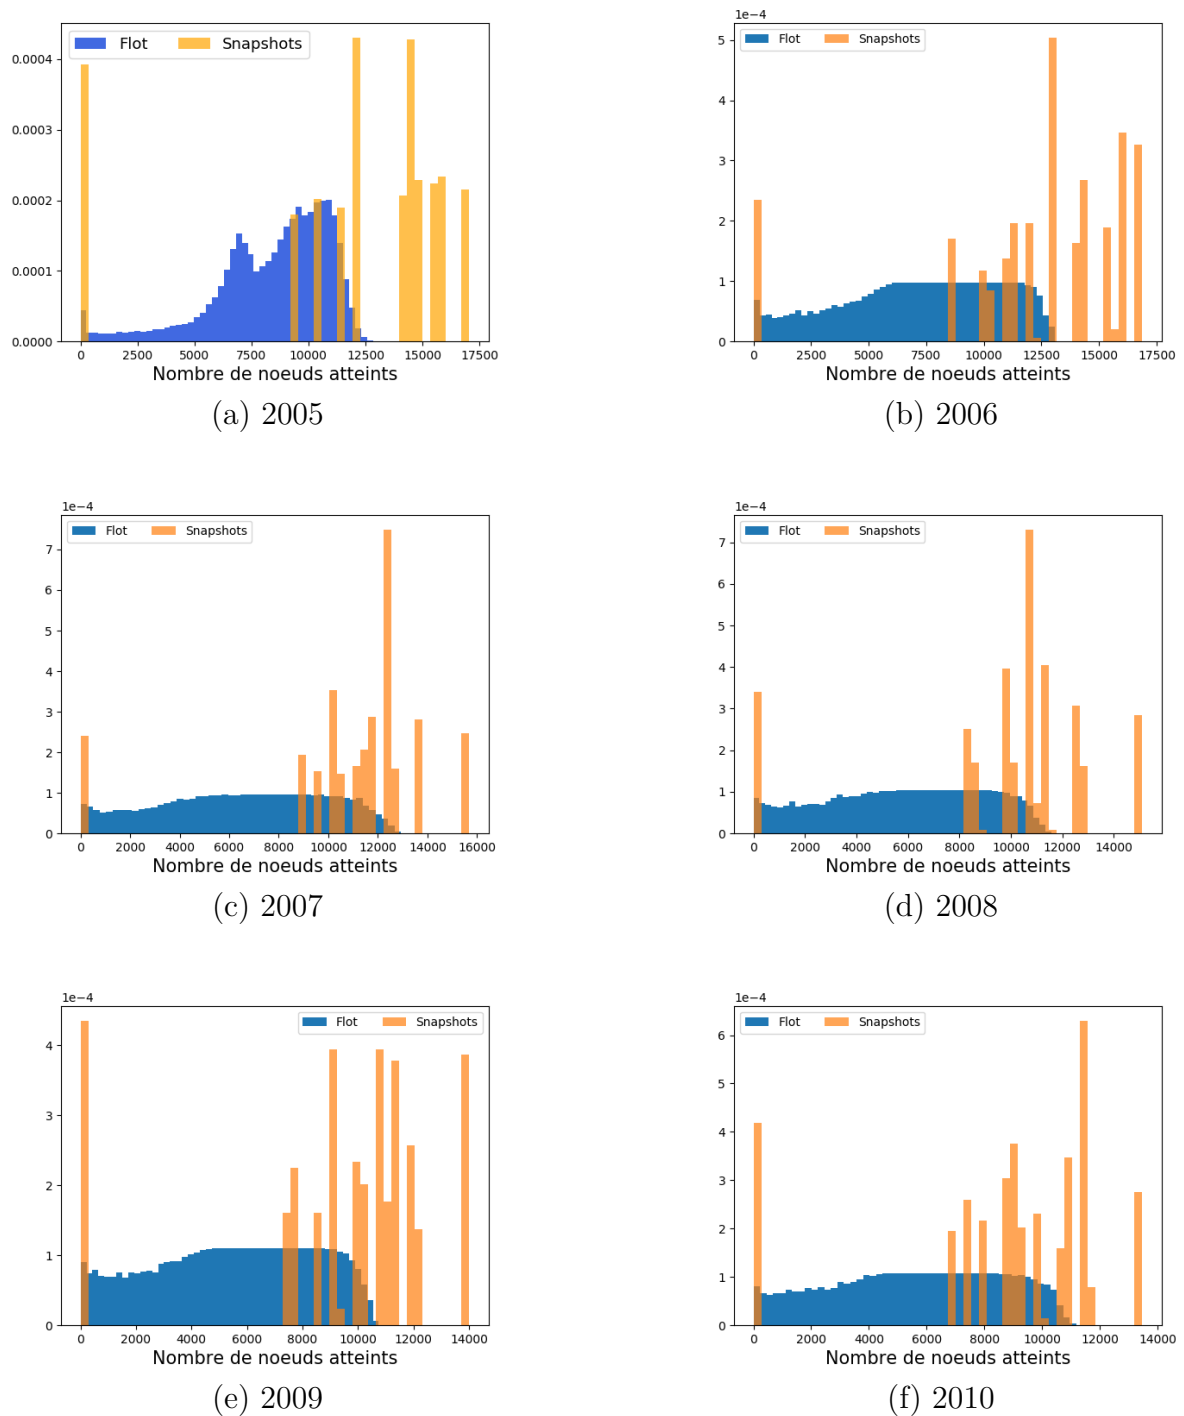 Flot Snapshots
0.0004
0.0003
0.0002
0.0001
0.0000
0 2500 5000 7500 10000 12500 15000 17500
Nombre de noeuds atteints
(a) 2005
1e−4
Flot Snapshots
5
4
3
2
1
0
0 2500 5000 7500 10000 12500 15000 17500
Nombre de noeuds atteints
(b) 2006
1e−4
Flot Snapshots
7
6
5
4
3
2
1
0
0 2000 4000 6000 8000 10000 12000 14000 16000
Nombre de noeuds atteints
(c) 2007
1e−4
Flot Snapshots
7
6
5
4
3
2
1
0
0 2000 4000 6000 8000 10000 12000 14000
Nombre de noeuds atteints
(d) 2008
1e−4
Flot Snapshots
4
3
2
1
0
0 2000 4000 6000 8000 10000 12000 14000
Nombre de noeuds atteints
(e) 2009
1e−4
Flot Snapshots
6
5
4
3
2
1
0
0 2000 4000 6000 8000 10000 12000 14000
Nombre de noeuds atteints
(f) 2010